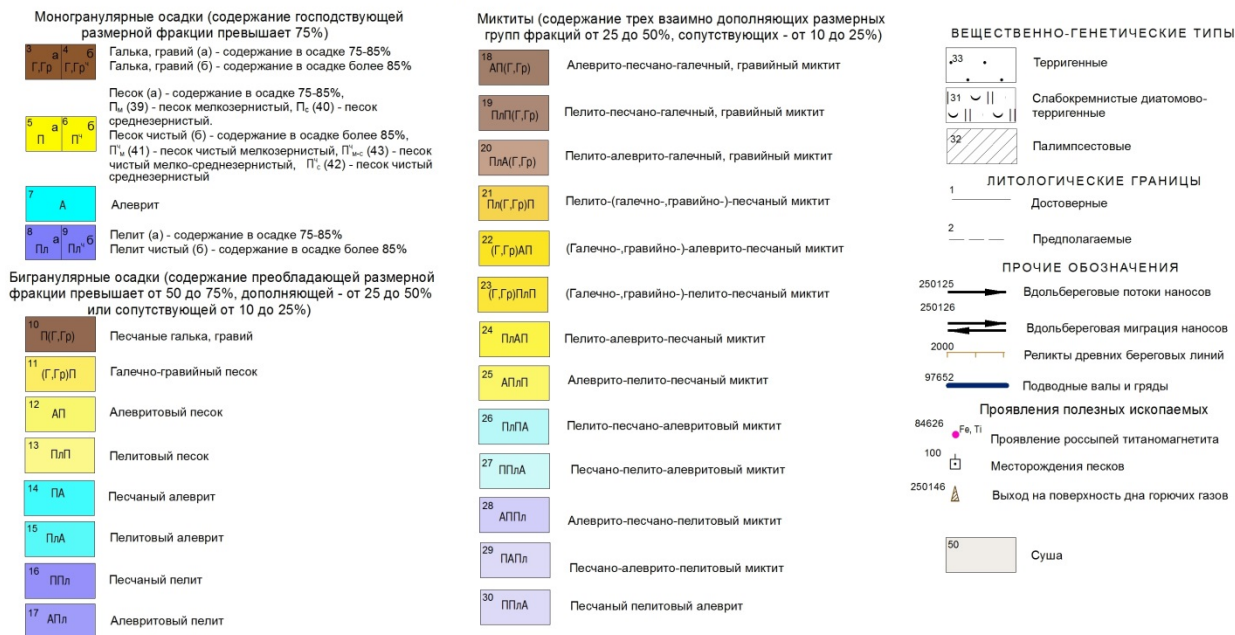 Моногранулярные осадки (содержание господствующей
размерной фракции превышает 75%)
3 а 4 б
Г,Гр Г,Грч
Галька, гравий (а) - содержание в осадке 75-85%
Галька, гравий (б) - содержание в осадке более 85%
5 а 6 б
П Пч
Песок (а) - содержание в осадке 75-85%,
Пм (39) - песок мелкозернистый, Пс (40) - песок
среднезернистый.
Песок чистый (б) - содержание в осадке более 85%,
Пчм (41) - песок чистый мелкозернистый, Пчм-с (43) - песок
чистый мелко-среднезернистый, Пчс (42) - песок чистый
среднезернистый
7
А
Алеврит
8 а 9 б
Пл Плч
Пелит (а) - содержание в осадке 75-85%
Пелит чистый (б) - содержание в осадке более 85%
Бигранулярные осадки (содержание преобладающей размерной
фракции превышает от 50 до 75%, дополняющей - от 25 до 50%
или сопутствующей от 10 до 25%)
10
П(Г,Гр)
Песчаные галька, гравий
11
(Г,Гр)П
Галечно-гравийный песок
12
АП
Алевритовый песок
13
ПлП
Пелитовый песок
14
ПА
Песчаный алеврит
15
ПлА
Пелитовый алеврит
16
ППл
Песчаный пелит
17
АПл
Алевритовый пелит
Миктиты (содержание трех взаимно дополняющих размерных
групп фракций от 25 до 50%, сопутствующих - от 10 до 25%)
18
АП(Г,Гр)
Алеврито-песчано-галечный, гравийный миктит
19
ПлП(Г,Гр)
Пелито-песчано-галечный, гравийный миктит
20
ПлА(Г,Гр)
Пелито-алеврито-галечный, гравийный миктит
21
Пл(Г,Гр)П
Пелито-(галечно-,гравийно-)-песчаный миктит
22
(Г,Гр)АП
(Галечно-,гравийно-)-алеврито-песчаный миктит
23
(Г,Гр)ПлП
(Галечно-,гравийно-)-пелито-песчаный миктит
24
ПлАП
Пелито-алеврито-песчаный миктит
25
АПлП
Алеврито-пелито-песчаный миктит
26
ПлПА
Пелито-песчано-алевритовый миктит
27
ППлА
Песчано-пелито-алевритовый миктит
28
АППл
Алеврито-песчано-пелитовый миктит
29
ПАПл
Песчано-алеврито-пелитовый миктит
30
ППлА
Песчаный пелитовый алеврит
ВЕЩЕСТВЕННО-ГЕНЕТИЧЕСКИЕ ТИПЫ
33
Терригенные
31
Слабокремнистые диатомово-
терригенные
32
Палимпсестовые
ЛИТОЛОГИЧЕСКИЕ ГРАНИЦЫ
1
Достоверные
2
Предполагаемые
ПРОЧИЕ ОБОЗНАЧЕНИЯ
250125
Вдольбереговые потоки наносов
250126
Вдольбереговая миграция наносов
2000
Реликты древних береговых линий
97652
Подводные валы и гряды
Проявления полезных ископаемых
84626
Fe, Ti
Проявление россыпей титаномагнетита
100
Месторождения песков
250146
Выход на поверхность дна горючих газов
50
Суша